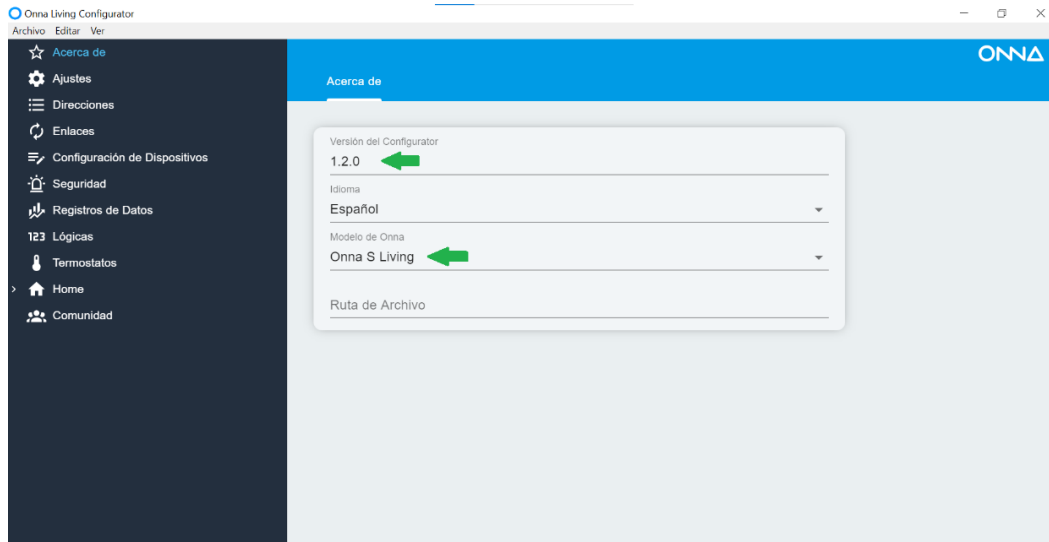 Onna Living Configurator
Archivo Editar Ver
Acerca de
Ajustes
Direcciones
Enlaces
Configuración de Dispositivos
Seguridad
Registros de Datos
123 Lógicas
Termostatos
Home
Comunidad
ONNA
Acerca de
Versión del Configurator
1.2.0
Idioma
Español
Modelo de Onna
Onna S Living
Ruta de Archivo